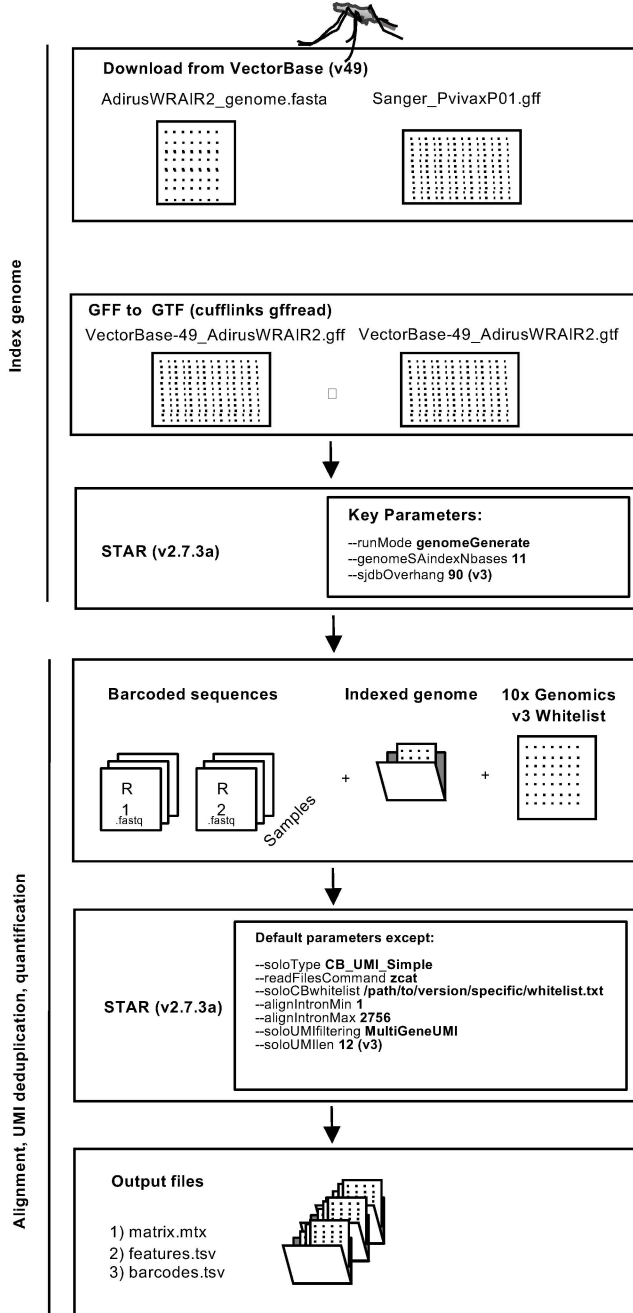 Download from VectorBase (v49)
AdirusWRAIR2_genome.fasta
Sanger_PvivaxP01.gff
Index genome
GFF to GTF (cufflinks gffread)
VectorBase-49_AdirusWRAIR2.gff
VectorBase-49_AdirusWRAIR2.gtf
STAR (v2.7.3a)
Key Parameters:
--runMode genomeGenerate
--genomeSAindexNbases 11
--sjdbOverhang 90 (v3)
Alignment, UMI deduplication, quantification
Barcoded sequences
Indexed genome
10x Genomics
v3 Whitelist
R
1
.fastq
R
2
.fastq
Samples
+
+
STAR (v2.7.3a)
Default parameters except:
--soloType CB_UMI_Simple
--readFilesCommand zcat
--soloCBwhitelist /path/to/version/specific/whitelist.txt
--alignIntronMin 1
--alignIntronMax 2756
--soloUMIfiltering MultiGeneUMI
--soloUMIlen 12 (v3)
Output files
1) matrix.mtx
2) features.tsv
3) barcodes.tsv